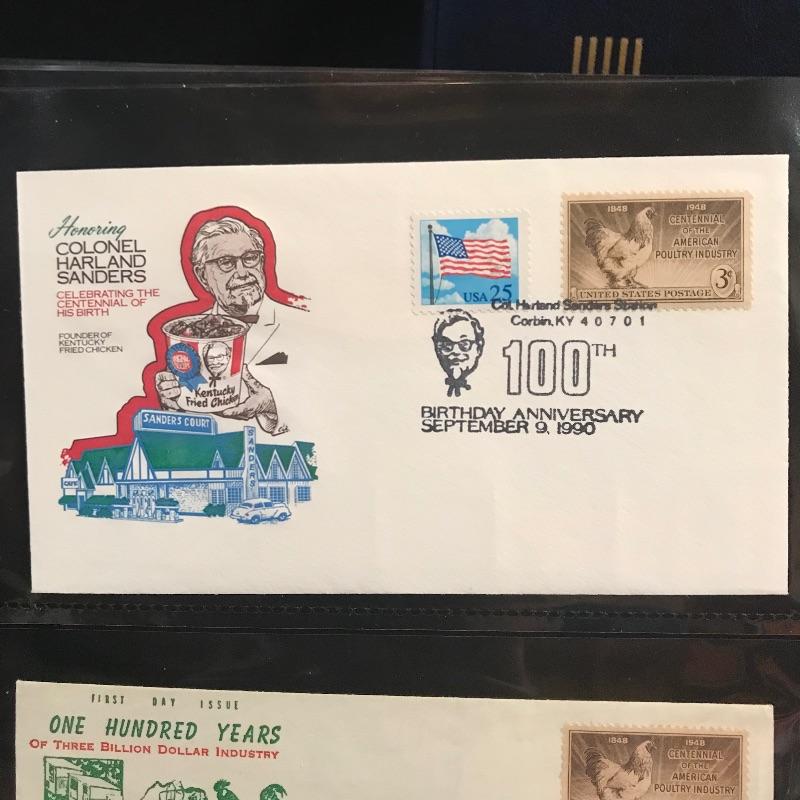 Honoring
COLONEL
HARLAND
SANDERS
CELEBRATING THE
CENTENNIAL OF
HIS BIRTH
FOUNDER OF
KENTUCKY
FRIED CHICKEN
ORIGINAL
RECIPE
Kentucky
Fried Chicken
SANDERS COURT
SANDERS
CAFE
USA 25
1848 1948
CENTENNIAL
OF THE
AMERICAN
POULTRY INDUSTRY
3¢
UNITED STATES POSTAGE
Col. Harland Sanders Station
Corbin, KY 40701
100TH
BIRTHDAY ANNIVERSARY
SEPTEMBER 9, 1990
FIRST DAY ISSUE
ONE HUNDRED YEARS
OF THREE BILLION DOLLAR INDUSTRY
1848 1948
CENTENNIAL
OF THE
AMERICAN
POULTRY INDUSTRY